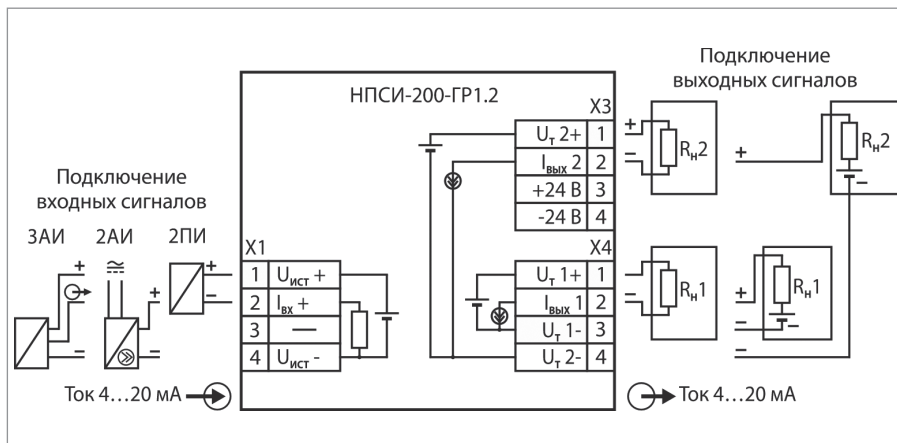 Подключение
выходных сигналов
НПСИ-200-ГР1.2
X3
Uт 2+ 1
Iвых 2 2
+24 В 3
-24 В 4
+
−
Rн2
+
Rн2
−
Подключение
входных сигналов
3АИ 2АИ 2ПИ
X1
1 Uист +
2 Iвх +
3 —
4 Uист -
+
−
+
−
+
−
X4
Uт 1+ 1
Iвых 1 2
Uт 1- 3
Uт 2- 4
+
−
Rн1
+
−
Rн1
−
−
Ток 4…20 мА
Ток 4…20 мА